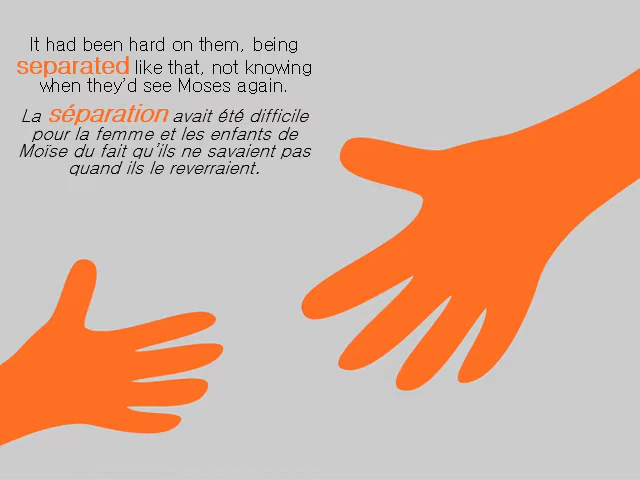 It had been hard on them, being
separated like that, not knowing
when they'd see Moses again.
La séparation avait été difficile
pour la femme et les enfants de
Moïse du fait qu'ils ne savaient pas
quand ils le reverraient.